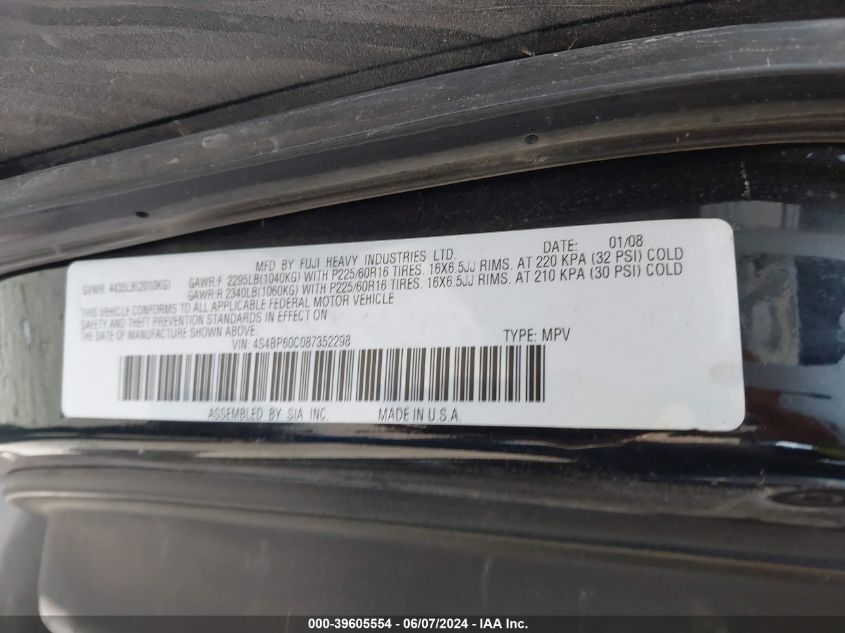 MFD BY FUJI HEAVY INDUSTRIES LTD. DATE: 01/08
GVWR: 4435LB(2010KG) GAWR:F 2295LB(1040KG) WITH P225/60R16 TIRES. 16X6.5JJ RIMS. AT 220 KPA (32 PSI) COLD
GAWR:R 2340LB(1060KG) WITH P225/60R16 TIRES. 16X6.5JJ RIMS. AT 210 KPA (30 PSI) COLD
THIS VEHICLE CONFORMS TO ALL APPLICABLE FEDERAL MOTOR VEHICLE
SAFETY AND THEFT PREVENTION STANDARDS IN EFFECT ON
THE DATE OF MANUFACTURE SHOWN ABOVE.
VIN: 4S4BP60C087352298 TYPE: MPV
ASSEMBLED BY SIA INC. MADE IN U.S.A.
000-39605554 - 06/07/2024 - IAA Inc.